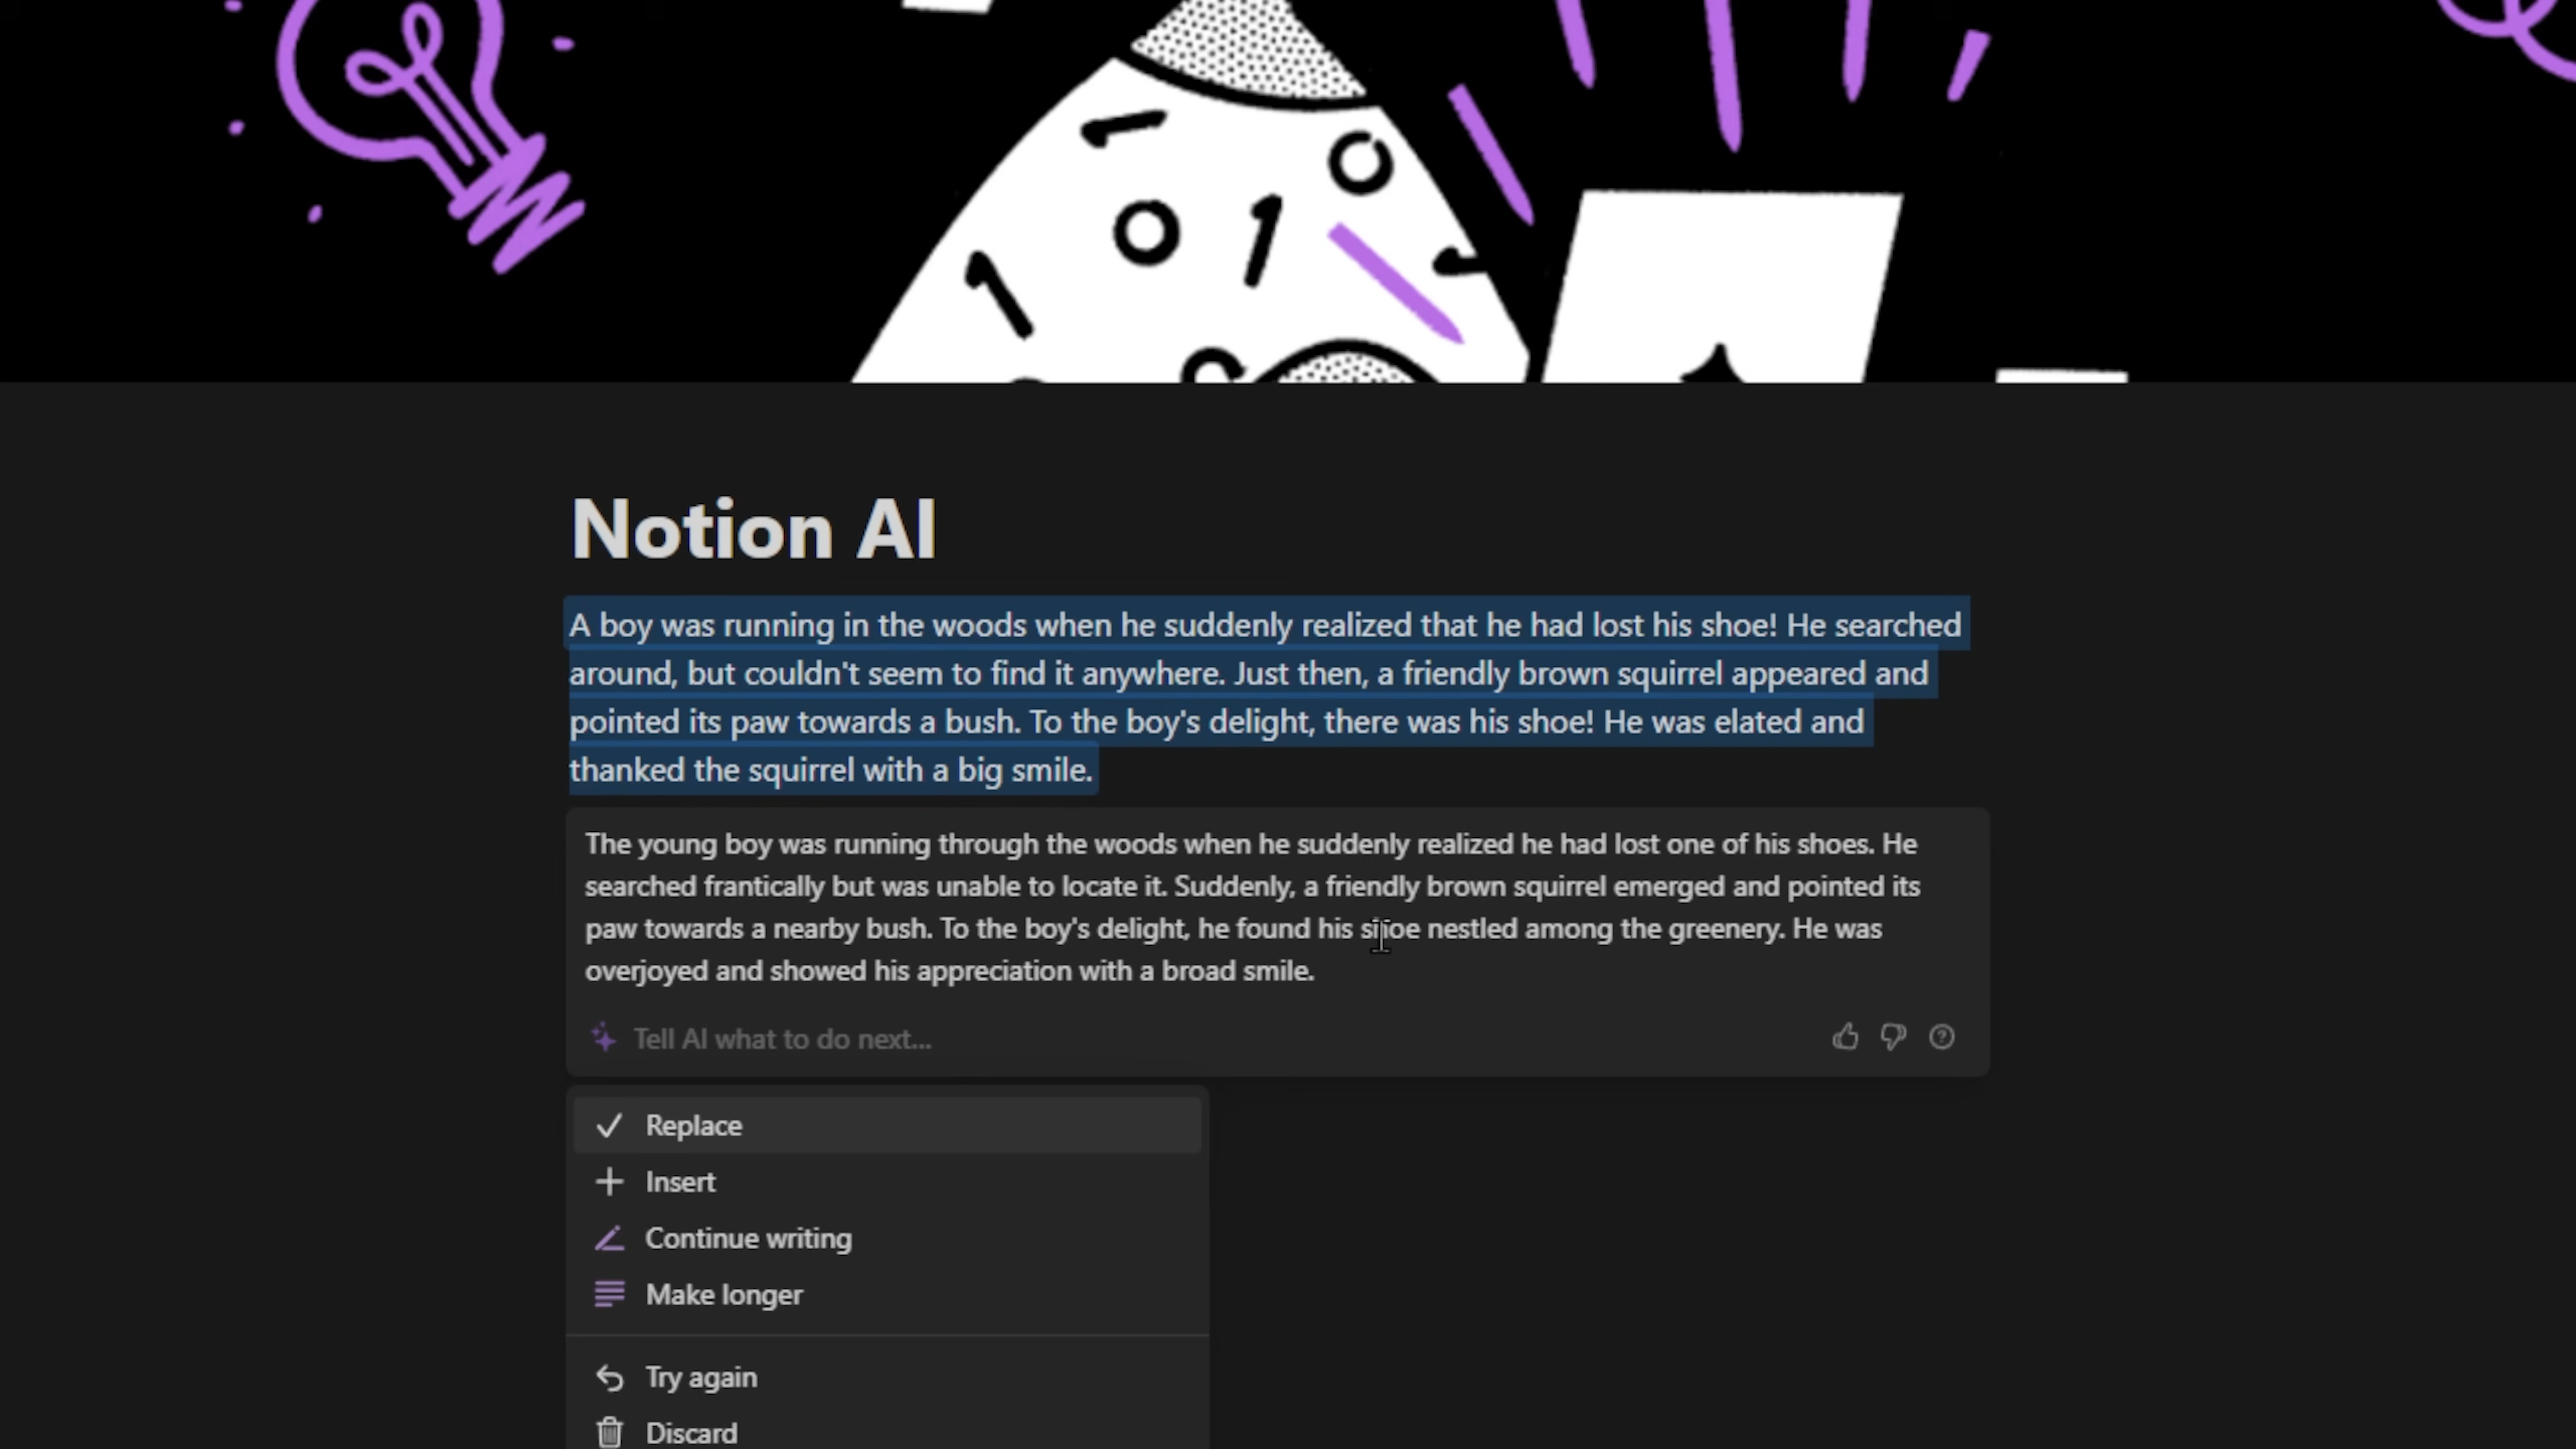 1
0
0
1
1
Notion AI
A boy was running in the woods when he suddenly realized that he had lost his shoe! He searched
around, but couldn't seem to find it anywhere. Just then, a friendly brown squirrel appeared and
pointed its paw towards a bush. To the boy's delight, there was his shoe! He was elated and
thanked the squirrel with a big smile.
The young boy was running through the woods when he suddenly realized he had lost one of his shoes. He
searched frantically but was unable to locate it. Suddenly, a friendly brown squirrel emerged and pointed its
paw towards a nearby bush. To the boy's delight, he found his shoe nestled among the greenery. He was
overjoyed and showed his appreciation with a broad smile.
Tell AI what to do next...
Replace
Insert
Continue writing
Make longer
Try again
Discard